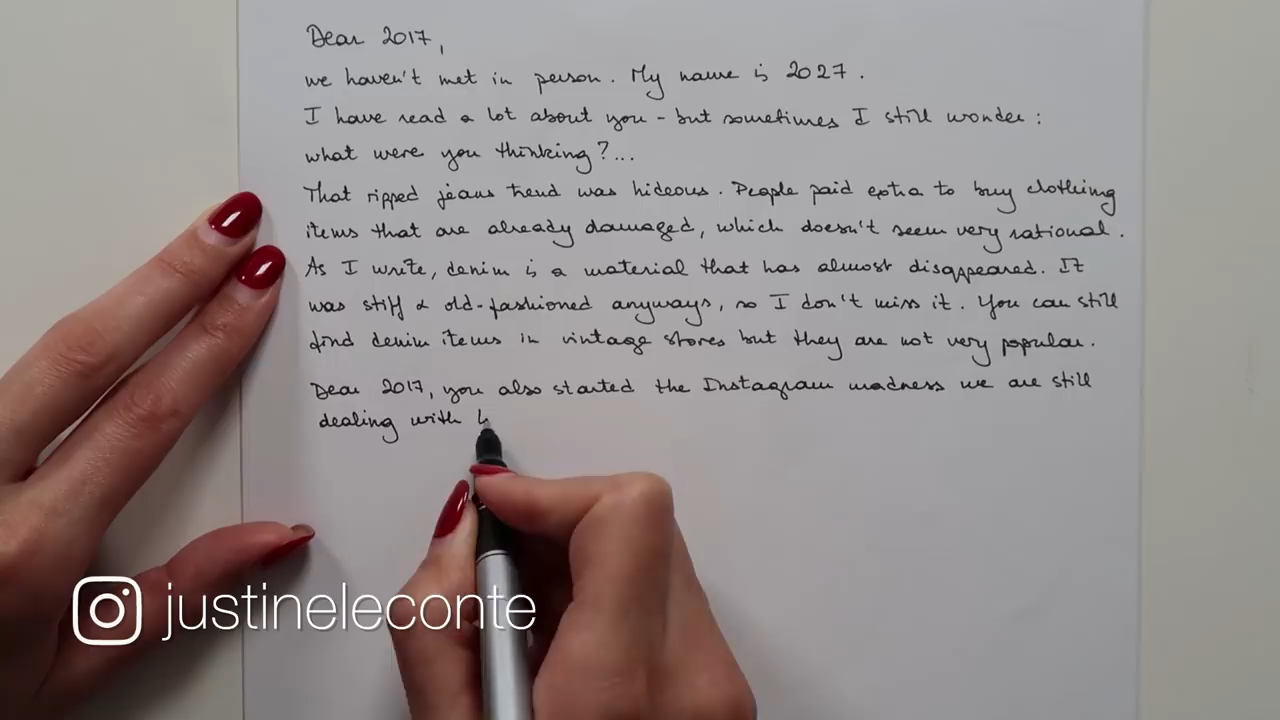 Dear 2017,
we haven't met in person. My name is 2027.
I have read a lot about you - but sometimes I still wonder:
what were you thinking?...
That ripped jeans trend was hideous. People paid extra to buy clothing
items that are already damaged, which doesn't seem very rational.
As I write, denim is a material that has almost disappeared. It
was stiff & old-fashioned anyways, so I don't miss it. You can still
find denim items in vintage stores but they are not very popular.
Dear 2017, you also started the Instagram madness we are still
dealing with
justineleconte